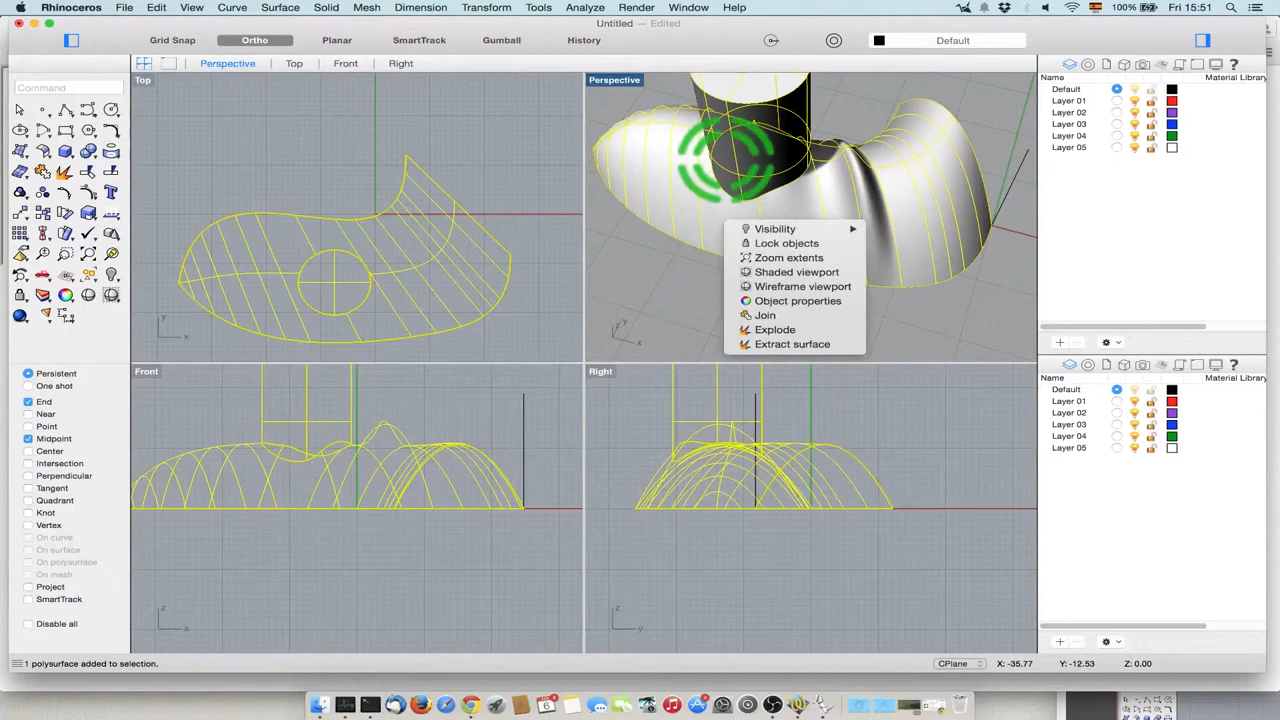 Rhinoceros File Edit View Curve Surface Solid Mesh Dimension Transform Tools Analyze Render Window Help 100% Fri 15:51
Untitled — Edited
Grid Snap Ortho Planar SmartTrack Gumball History Default
Perspective Top Front Right
Command
Top
Perspective
Front
Right
y
x
z
x
y
x
z
y
Visibility
Lock objects
Zoom extents
Shaded viewport
Wireframe viewport
Object properties
Join
Explode
Extract surface
Persistent
One shot
End
Near
Point
Midpoint
Center
Intersection
Perpendicular
Tangent
Quadrant
Knot
Vertex
On curve
On surface
On polysurface
On mesh
Project
SmartTrack
Disable all
Name Material Library
Default
Layer 01
Layer 02
Layer 03
Layer 04
Layer 05
Name Material Library
Default
Layer 01
Layer 02
Layer 03
Layer 04
Layer 05
1 polysurface added to selection. CPlane X: -35.77 Y: -12.53 Z: 0.00